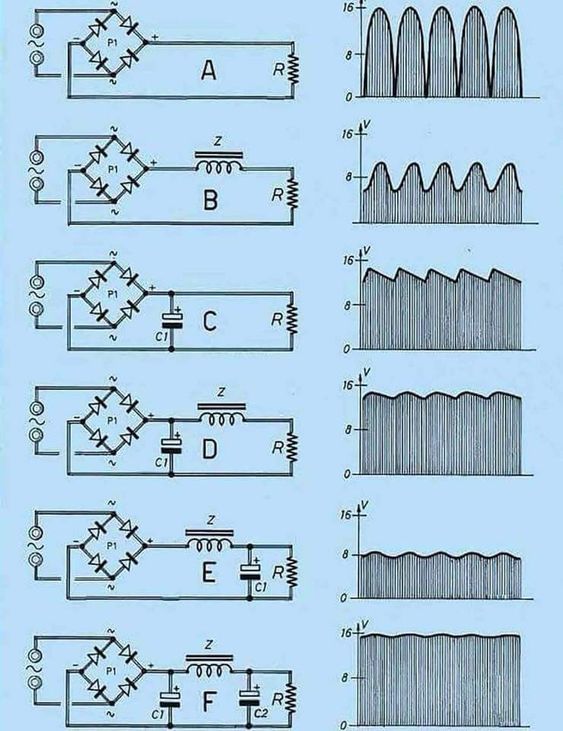 ~ P1 - + ~ A R 16 V 8 0
~ P1 - + ~ Z B R 16 V 8
~ P1 - + ~ + C1 C R 16 V 8 0
~ P1 - + ~ + C1 Z D R 16 V 8 0
~ P1 - + ~ Z E + C1 R 16 V 8 0
~ P1 - + ~ + C1 Z F + C2 R 16 V 8 0